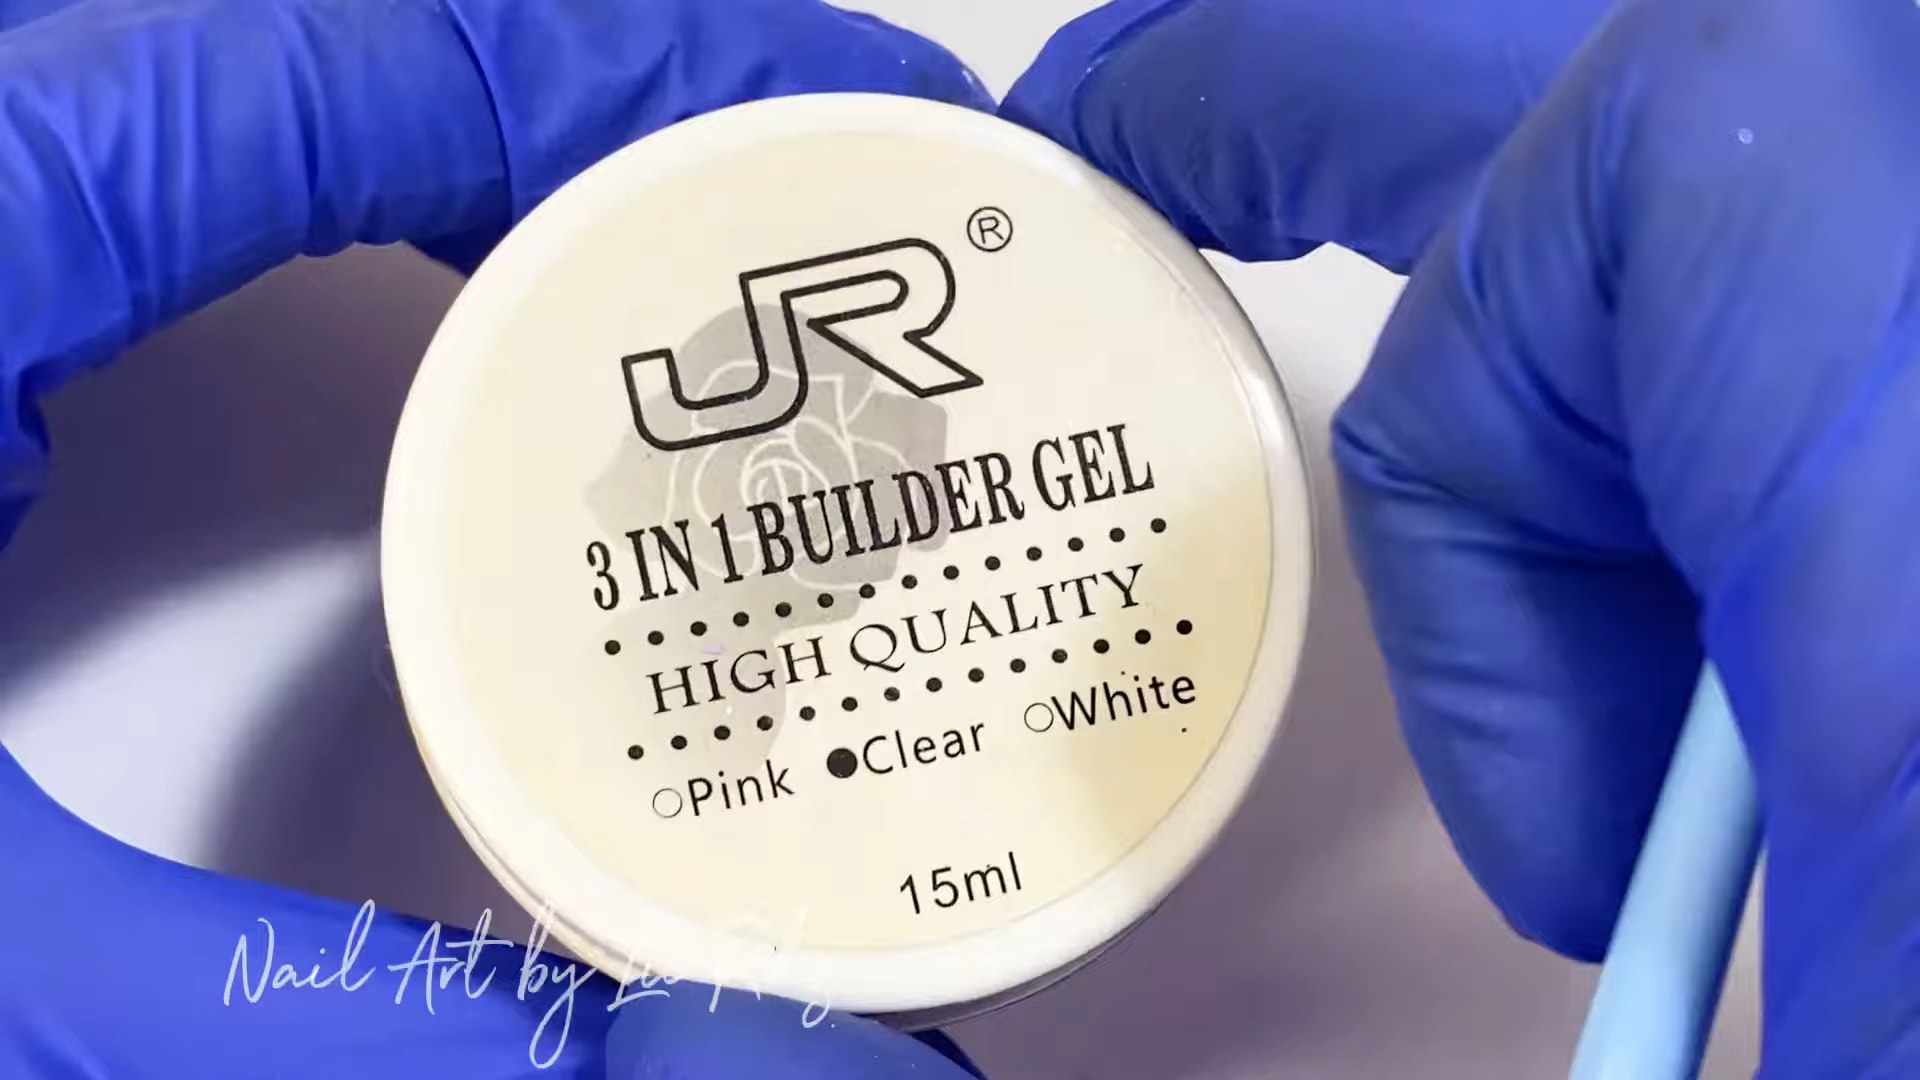 JR®
3 IN 1 BUILDER GEL
HIGH QUALITY
○Pink ●Clear ○White
15ml
Nail Art by